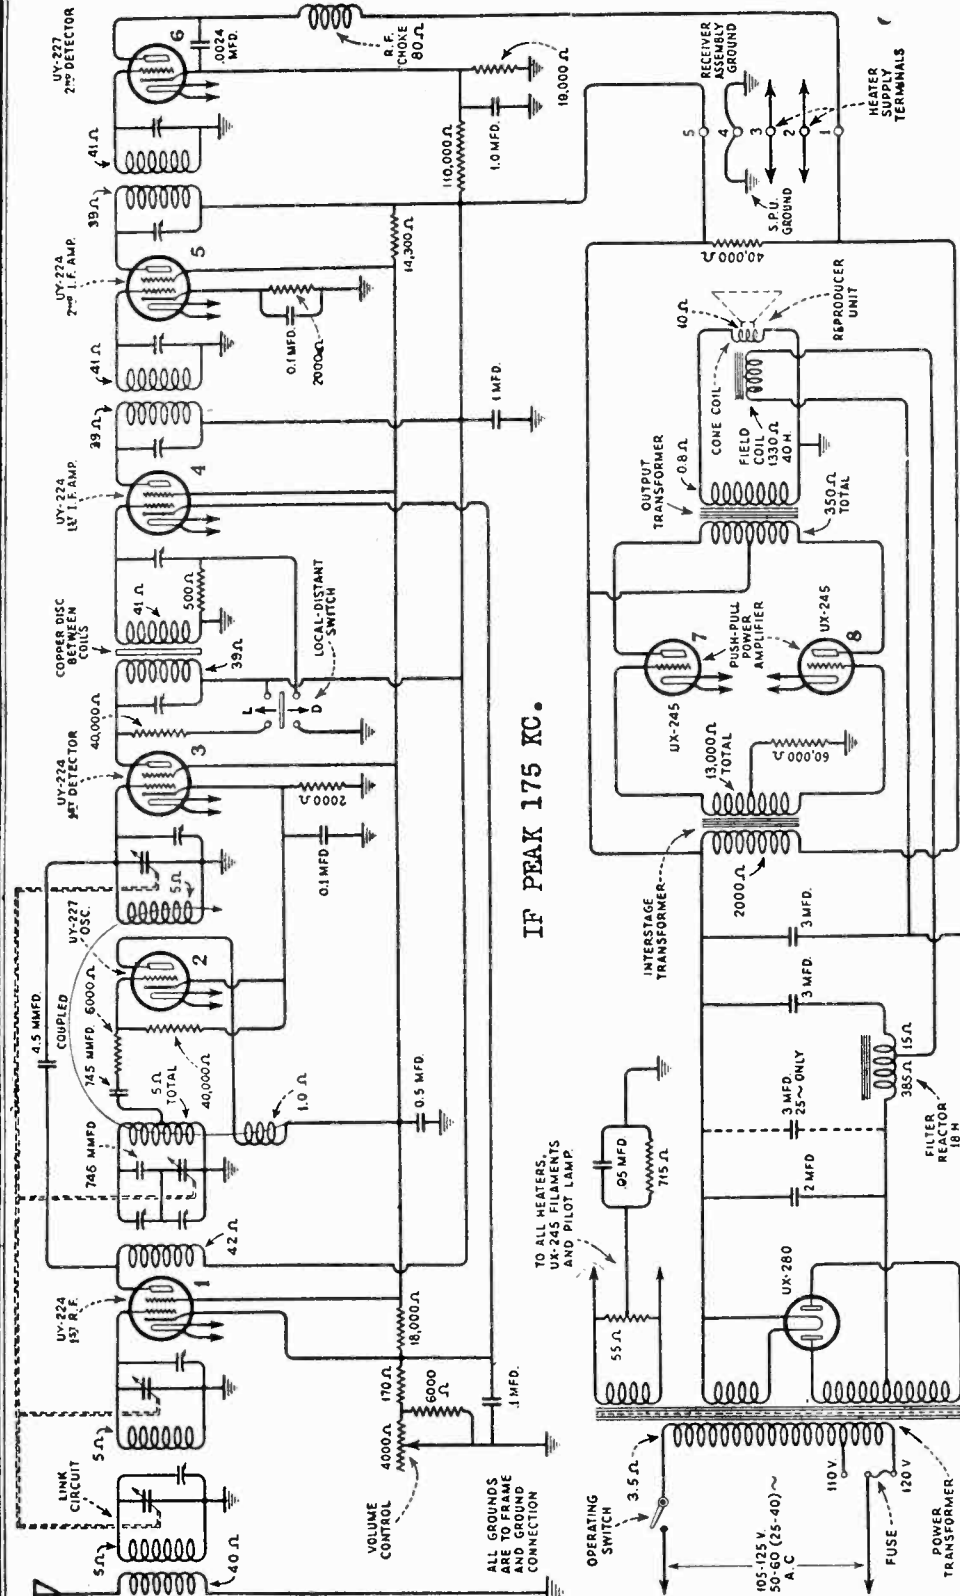 LINK
CIRCUIT
5Ω
40Ω
5Ω
UY-224
1ST R.F.
1
42Ω
746 MMFD
5Ω
TOTAL
4.5 MMFD.
COUPLED
745 MMFD.
6000Ω
40,000Ω
1.0 Ω
0.5 MFD.
UY-227
OSC.
2
5Ω
UY-224
1ST DETECTOR
3
0.1 MFD
2000Ω
40,000Ω
COPPER DISC
BETWEEN
COILS
39Ω
41Ω
500Ω
L
D
LOCAL-DISTANT
SWITCH
UY-224
1ST I.F. AMP.
4
39Ω
41Ω
1 MFD.
UY-224
2ND I.F. AMP.
5
0.1 MFD.
2000Ω
14,300Ω
39Ω
41Ω
UY-227
2ND DETECTOR
6
.0024
MFD.
R.F.
CHOKE
80Ω
110,000Ω
1.0 MFD.
10,000Ω
VOLUME
CONTROL
4000Ω
170Ω
6000
Ω
18,000Ω
.1 MFD.
ALL GROUNDS
ARE TO FRAME
AND GROUND
CONNECTION
IF PEAK 175 KC.
OPERATING
SWITCH
3.5Ω
105-125 V.
50-60 (25-40)~
A.C
110 V.
120 V
FUSE
POWER
TRANSFORMER
TO ALL HEATERS,
UX-245 FILAMENTS
AND PILOT LAMP.
55Ω
.95 MFD.
715Ω
UX-280
2 MFD
3 MFD.
25~ ONLY
3 MFD.
3 MFD.
385Ω
15Ω
FILTER
REACTOR
18 H
INTERSTAGE
TRANSFORMER
2000Ω
13,000Ω
TOTAL
60,000Ω
UX-245
7
PUSH-PULL
POWER
AMPLIFIER
8
UX-245
OUTPUT
TRANSFORMER
350Ω
TOTAL
0.8Ω
CONE COIL
10Ω
FIELD
COIL
1330Ω
40 H.
REPRODUCER
UNIT
40,000Ω
S.P.U.
GROUND
RECEIVER
ASSEMBLY
GROUND
5
4
3
2
1
HEATER
SUPPLY
TERMINALS